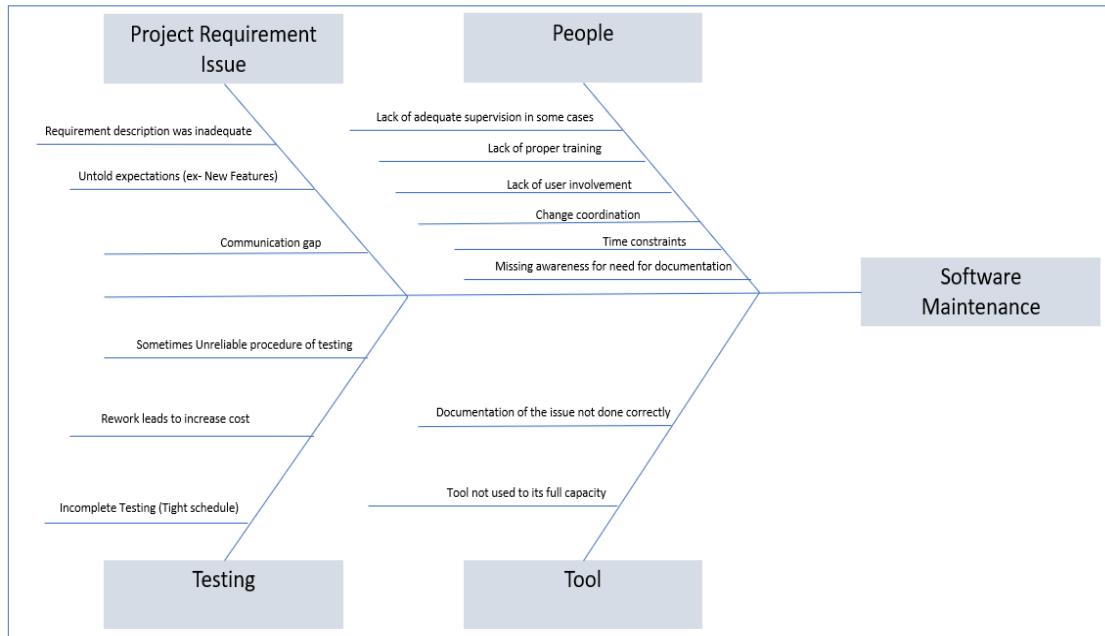 Project Requirement
Issue
People
Requirement description was inadequate
Untold expectations (ex- New Features)
Communication gap
Lack of adequate supervision in some cases
Lack of proper training
Lack of user involvement
Change coordination
Time constraints
Missing awareness for need for documentation
Software
Maintenance
Sometimes Unreliable procedure of testing
Rework leads to increase cost
Incomplete Testing (Tight schedule)
Documentation of the issue not done correctly
Tool not used to its full capacity
Testing
Tool